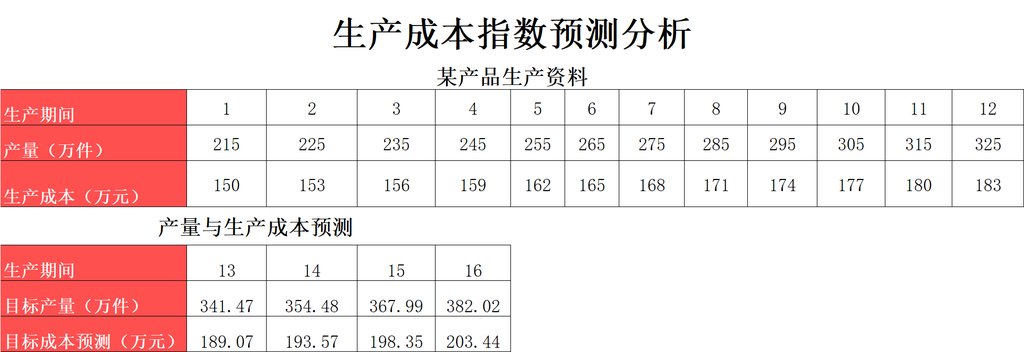 生产成本指数预测分析
某产品生产资料
生产期间 1 2 3 4 5 6 7 8 9 10 11 12
产量（万件） 215 225 235 245 255 265 275 285 295 305 315 325
生产成本（万元） 150 153 156 159 162 165 168 171 174 177 180 183
产量与生产成本预测
生产期间 13 14 15 16
目标产量（万件） 341.47 354.48 367.99 382.02
目标成本预测（万元） 189.07 193.57 198.35 203.44